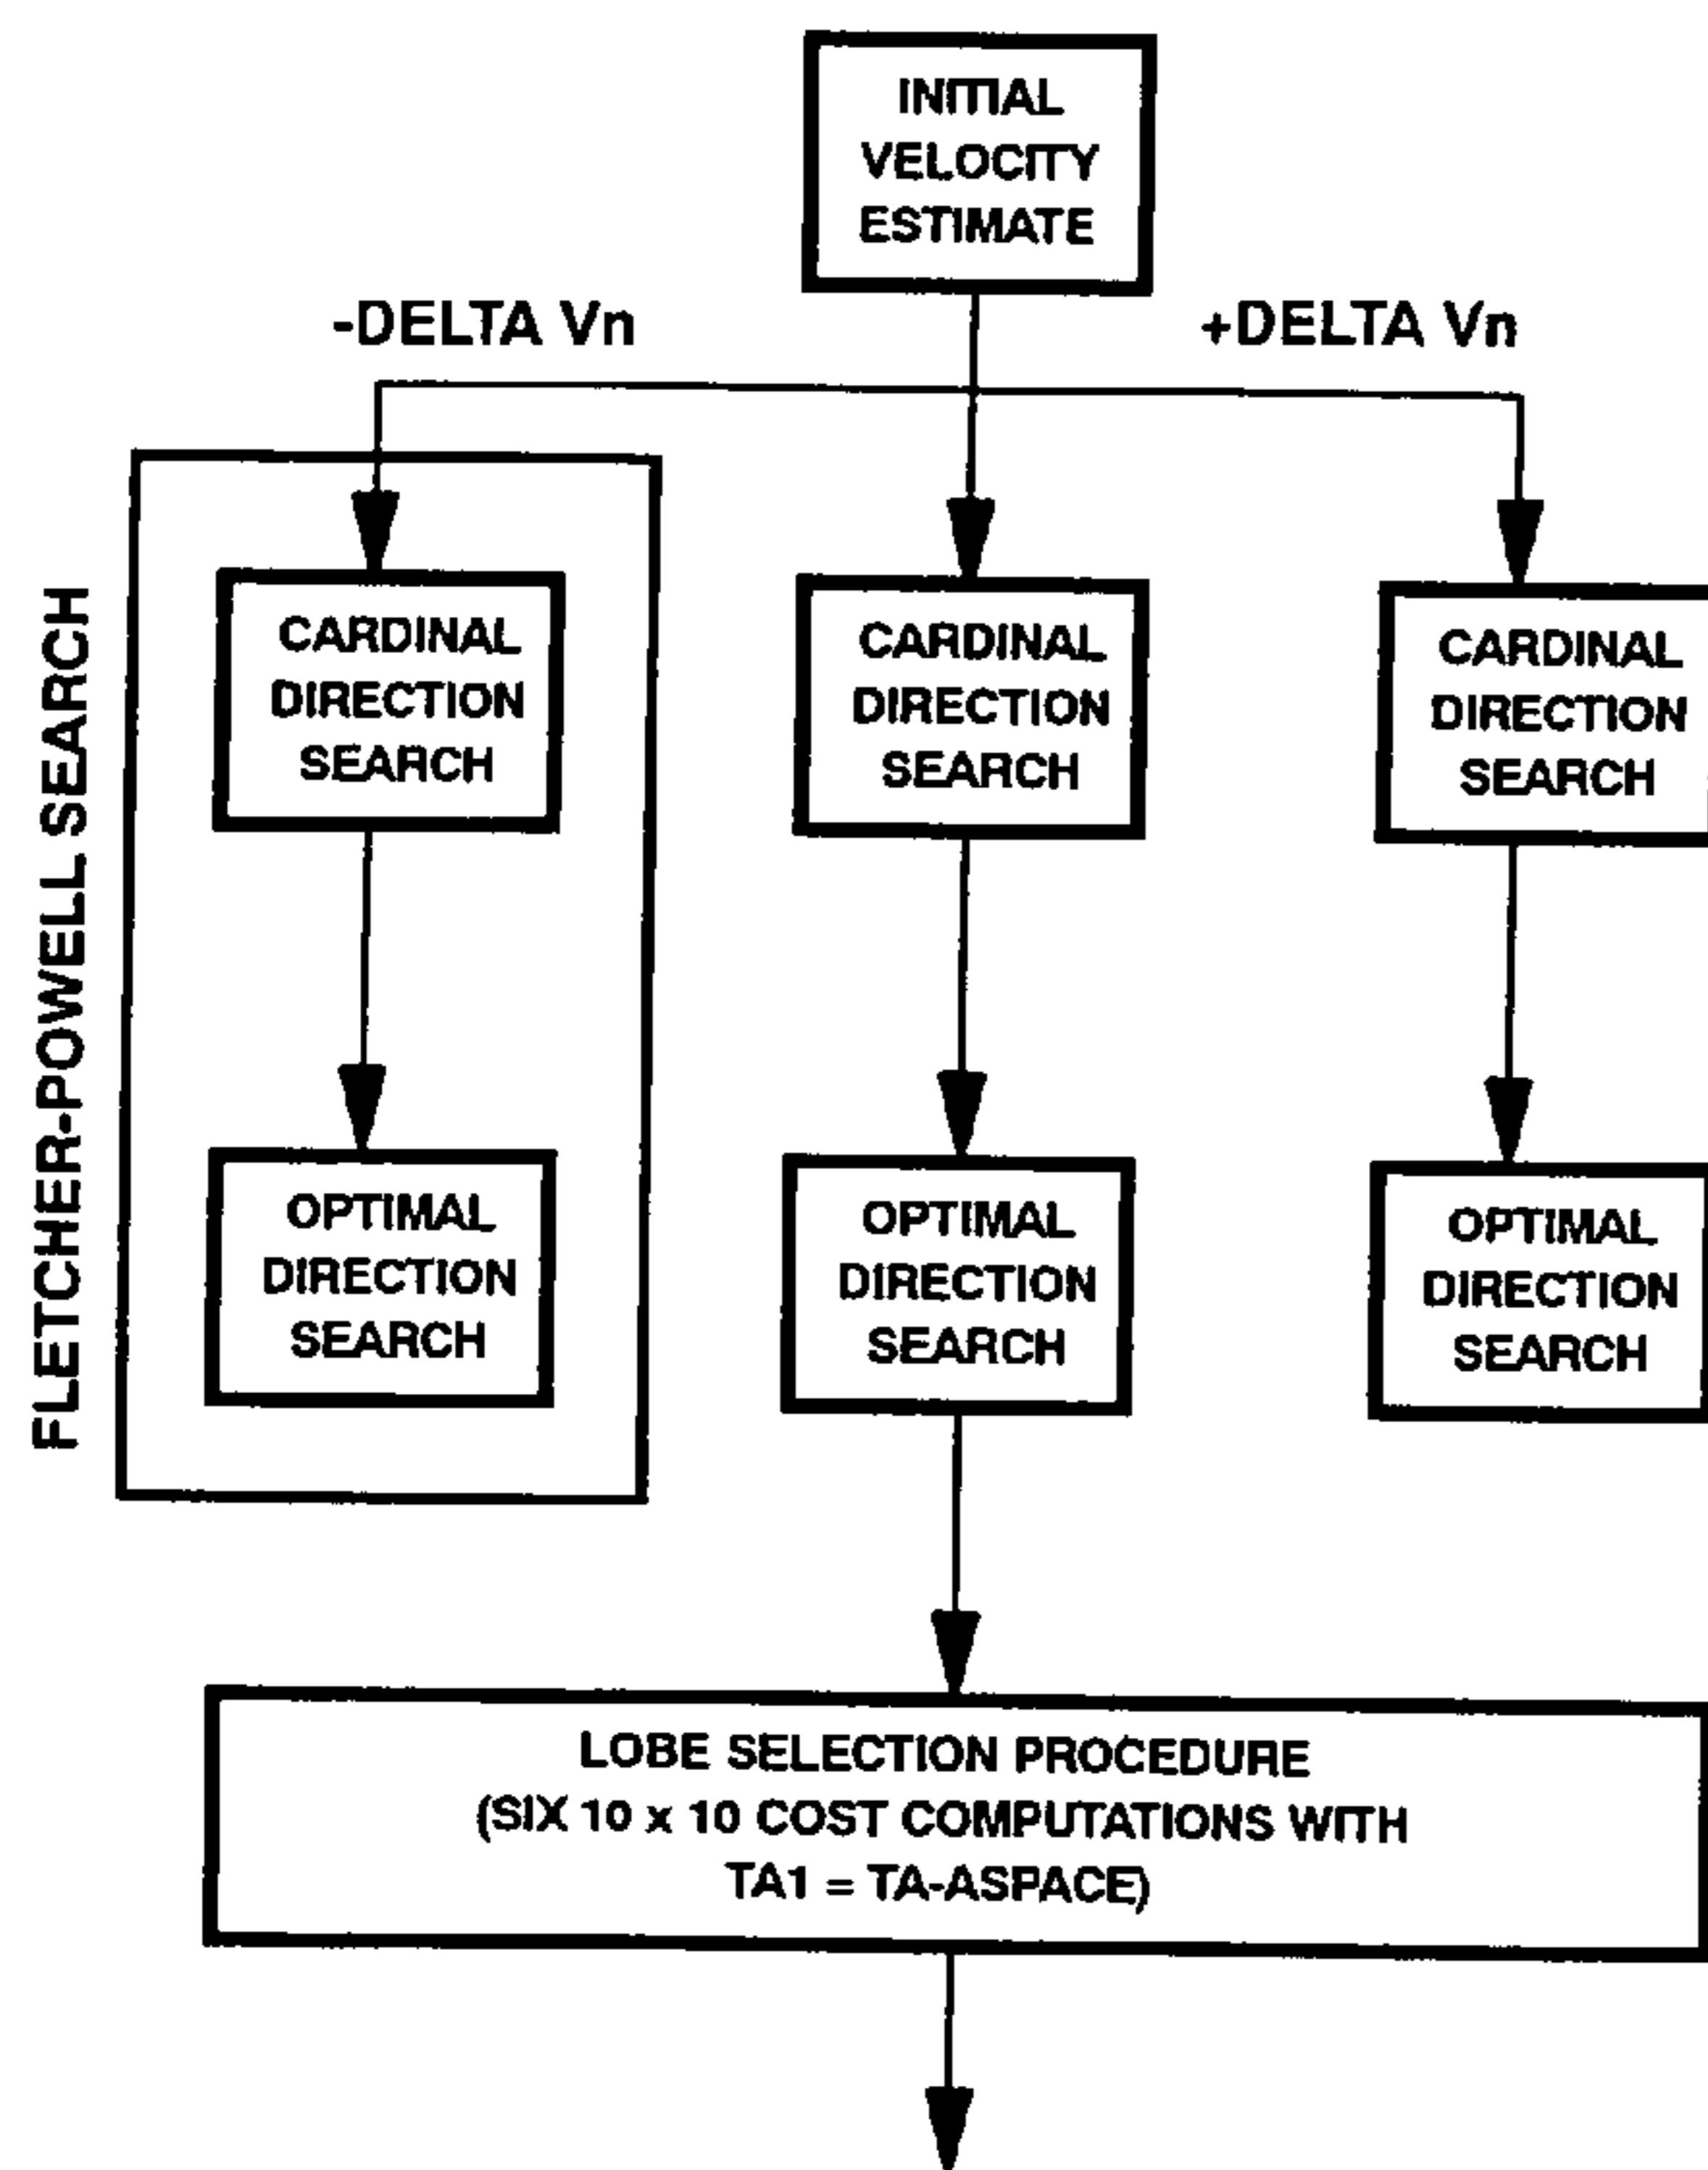 INITIAL
VELOCITY
ESTIMATE
-DELTA Vn
+DELTA Vn
FLETCHER-POWELL SEARCH
CARDINAL
DIRECTION
SEARCH
CARDINAL
DIRECTION
SEARCH
CARDINAL
DIRECTION
SEARCH
OPTIMAL
DIRECTION
SEARCH
OPTIMAL
DIRECTION
SEARCH
OPTIMAL
DIRECTION
SEARCH
LOBE SELECTION PROCEDURE
(SIX 10 x 10 COST COMPUTATIONS WITH
TA1 = TA-ASPACE)